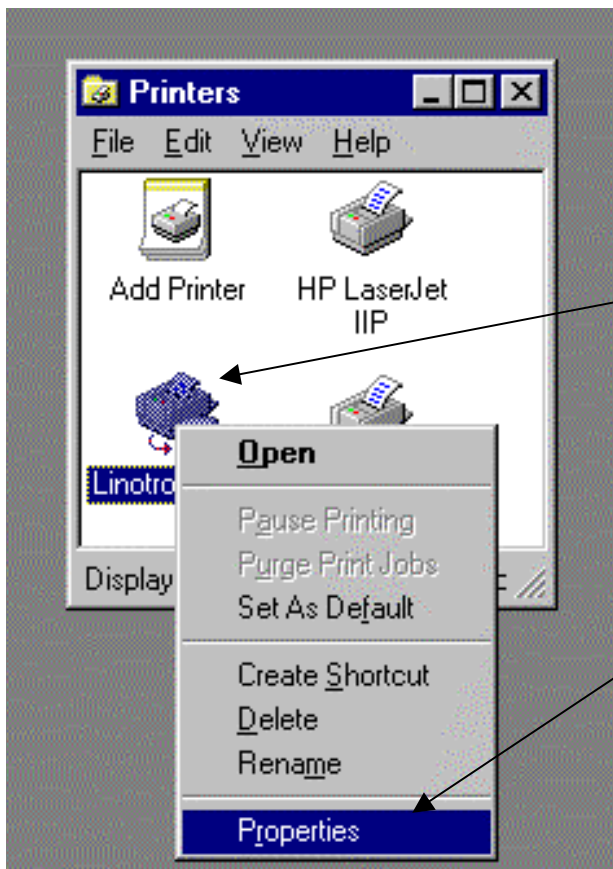 Printers
File Edit View Help
Add Printer
HP LaserJet
IIP
Open
Pause Printing
Purge Print Jobs
Display
Set As Default
Create Shortcut
Delete
Rename
Properties